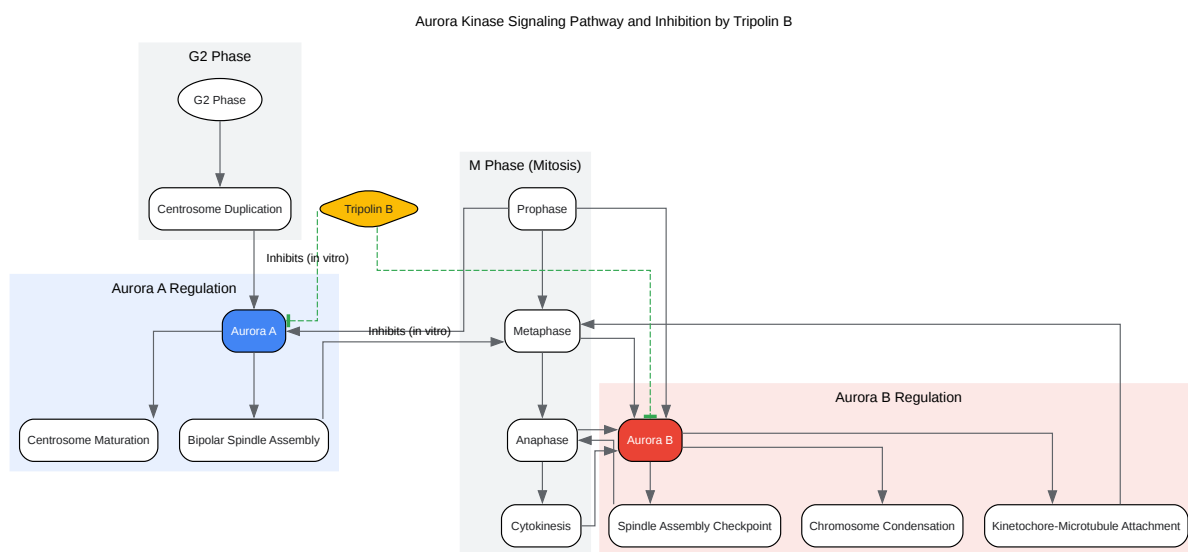 Aurora Kinase Signaling Pathway and Inhibition by Tripolin B
G2 Phase
G2 Phase
M Phase (Mitosis)
Centrosome Duplication
Tripolin B
Prophase
Inhibits (in vitro)
Aurora A Regulation
Aurora A
Inhibits (in vitro)
Metaphase
Aurora B Regulation
Centrosome Maturation
Bipolar Spindle Assembly
Anaphase
Aurora B
Cytokinesis
Spindle Assembly Checkpoint
Chromosome Condensation
Kinetochore-Microtubule Attachment